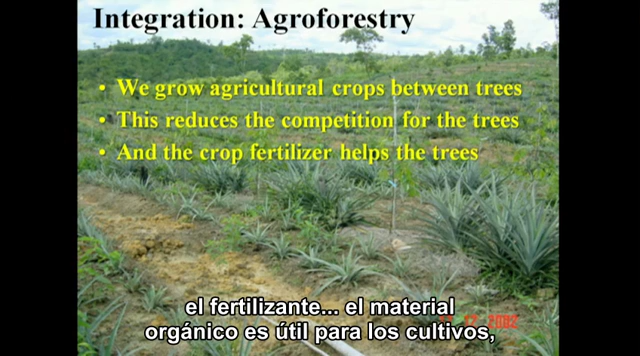 Integration: Agroforestry
• We grow agricultural crops between trees
• This reduces the competition for the trees
• And the crop fertilizer helps the trees
el fertilizante... el material
orgánico es útil para los cultivos,